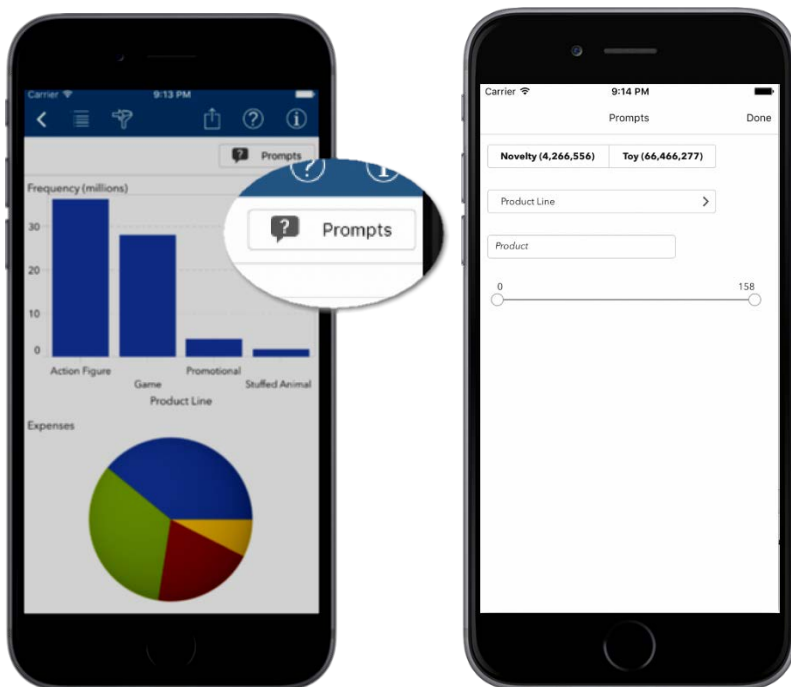 Carrier 9:13 PM
? i
? Prompts
Frequency (millions)
30
20
10
0
Action Figure Promotional
Game Stuffed Animal
Product Line
Expenses
? i
? Prompts
Carrier 9:14 PM
Prompts Done
Novelty (4,266,556) Toy (66,466,277)
Product Line
Product
0 158